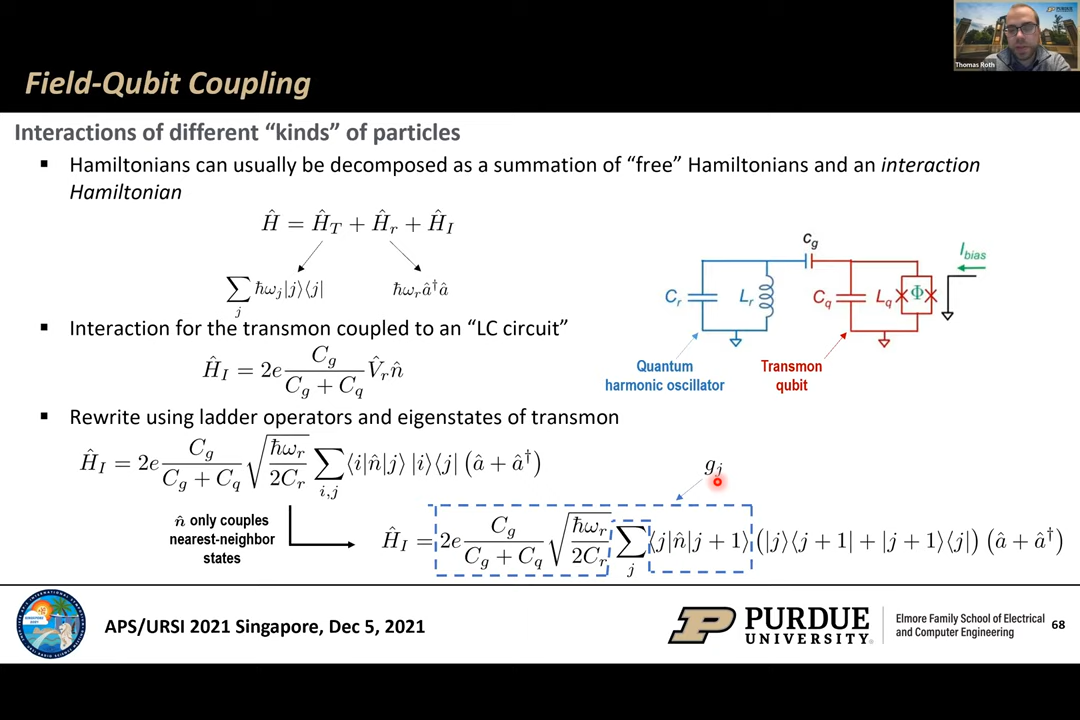 PURDUE
Thomas Roth
Field-Qubit Coupling
Interactions of different “kinds” of particles
▪ Hamiltonians can usually be decomposed as a summation of “free” Hamiltonians and an interaction
Hamiltonian
Ĥ = Ĥ_T + Ĥ_r + Ĥ_I
∑_j ħω_j|j⟩⟨j|
ħω_r â†â
▪ Interaction for the transmon coupled to an “LC circuit”
Ĥ_I = 2e C_g/(C_g + C_q) V̂_r n̂
C_g
I_bias
C_r
L_r
C_q
L_q
Φ
Quantum
harmonic oscillator
Transmon
qubit
▪ Rewrite using ladder operators and eigenstates of transmon
Ĥ_I = 2e C_g/(C_g + C_q) √(ħω_r/2C_r) ∑_{i,j} ⟨i|n̂|j⟩ |i⟩⟨j| (â + â†)
g_j
n̂ only couples
nearest-neighbor
states
Ĥ_I = 2e C_g/(C_g + C_q) √(ħω_r/2C_r) ∑_j ⟨j|n̂|j + 1⟩ (|j⟩⟨j + 1| + |j + 1⟩⟨j|) (â + â†)
APS/URSI 2021 Singapore, Dec 5, 2021
PURDUE
UNIVERSITY®
Elmore Family School of Electrical
and Computer Engineering
68